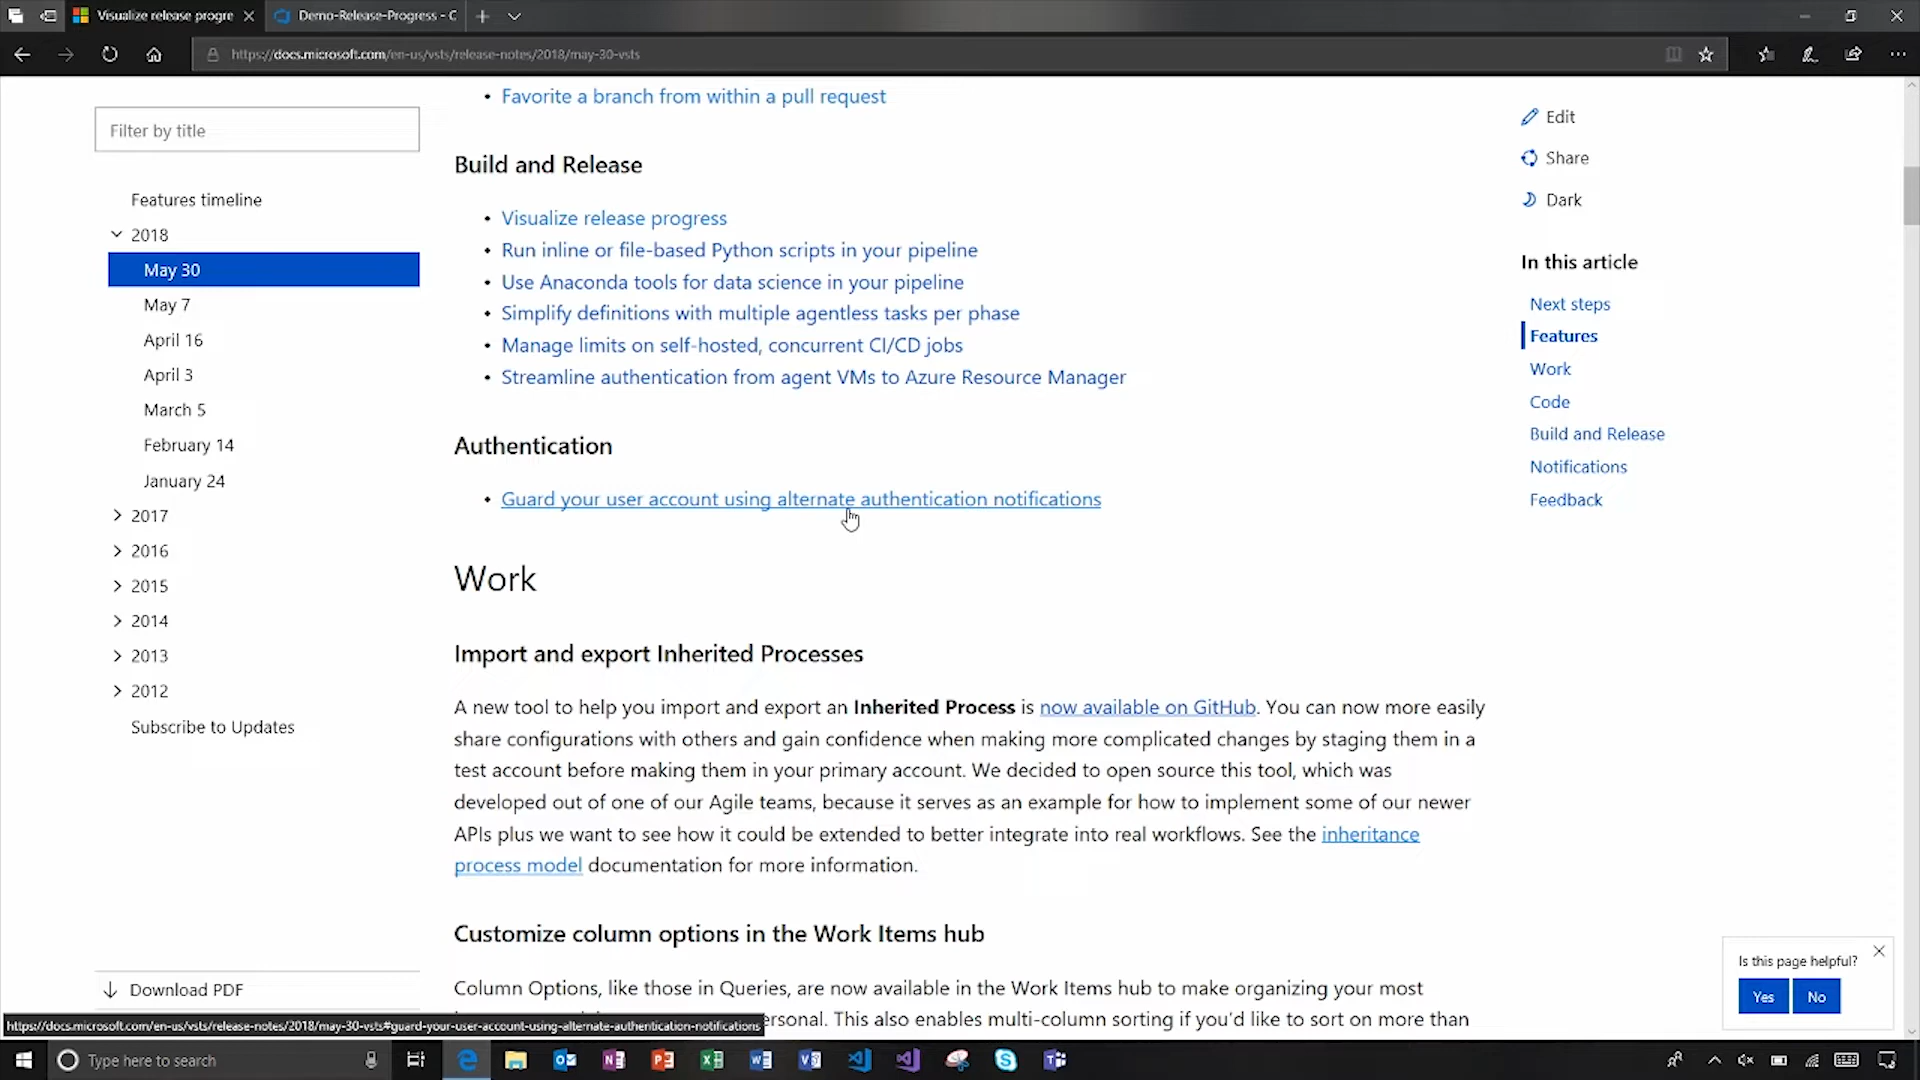 Visualize release progre
Demo-Release-Progress - C
https://docs.microsoft.com/en-us/vsts/release-notes/2018/may-30-vsts
Filter by title
Features timeline
2018
May 30
May 7
April 16
April 3
March 5
February 14
January 24
2017
2016
2015
2014
2013
2012
Subscribe to Updates
Download PDF
• Favorite a branch from within a pull request
Build and Release
• Visualize release progress
• Run inline or file-based Python scripts in your pipeline
• Use Anaconda tools for data science in your pipeline
• Simplify definitions with multiple agentless tasks per phase
• Manage limits on self-hosted, concurrent CI/CD jobs
• Streamline authentication from agent VMs to Azure Resource Manager
Authentication
• Guard your user account using alternate authentication notifications
Work
Import and export Inherited Processes
A new tool to help you import and export an Inherited Process is now available on GitHub. You can now more easily
share configurations with others and gain confidence when making more complicated changes by staging them in a
test account before making them in your primary account. We decided to open source this tool, which was
developed out of one of our Agile teams, because it serves as an example for how to implement some of our newer
APIs plus we want to see how it could be extended to better integrate into real workflows. See the inheritance
process model documentation for more information.
Customize column options in the Work Items hub
Column Options, like those in Queries, are now available in the Work Items hub to make organizing your most
ersonal. This also enables multi-column sorting if you'd like to sort on more than
Edit
Share
Dark
In this article
Next steps
Features
Work
Code
Build and Release
Notifications
Feedback
Is this page helpful?
Yes
No
https://docs.microsoft.com/en-us/vsts/release-notes/2018/may-30-vsts#guard-your-user-account-using-alternate-authentication-notifications
Type here to search